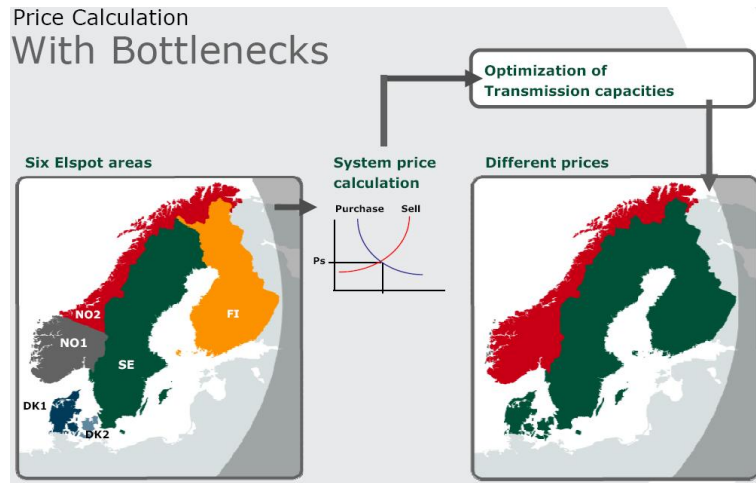 Price Calculation
With Bottlenecks
Optimization of
Transmission capacities
Six Elspot areas
System price
calculation
Different prices
Purchase Sell
Ps
NO2
FI
NO1
SE
DK1
DK2